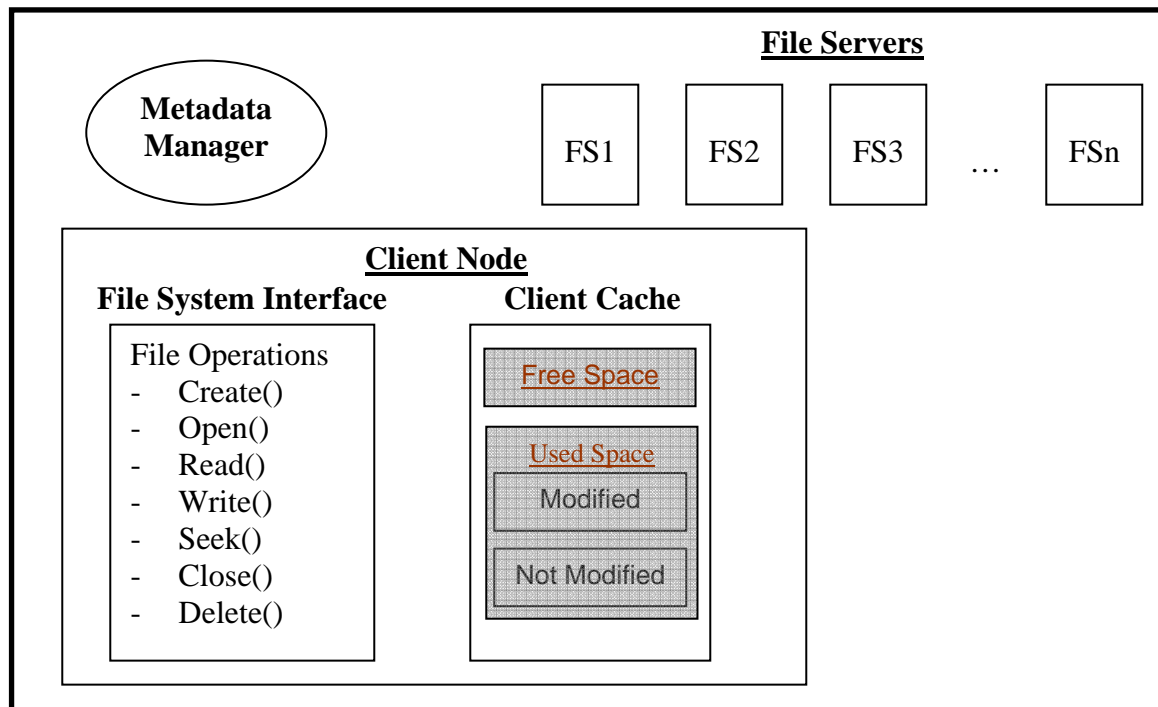 File Servers
Metadata
Manager
FS1
FS2
FS3
…
FSn
Client Node
File System Interface
Client Cache
File Operations
- Create()
- Open()
- Read()
- Write()
- Seek()
- Close()
- Delete()
Free Space
Used Space
Modified
Not Modified